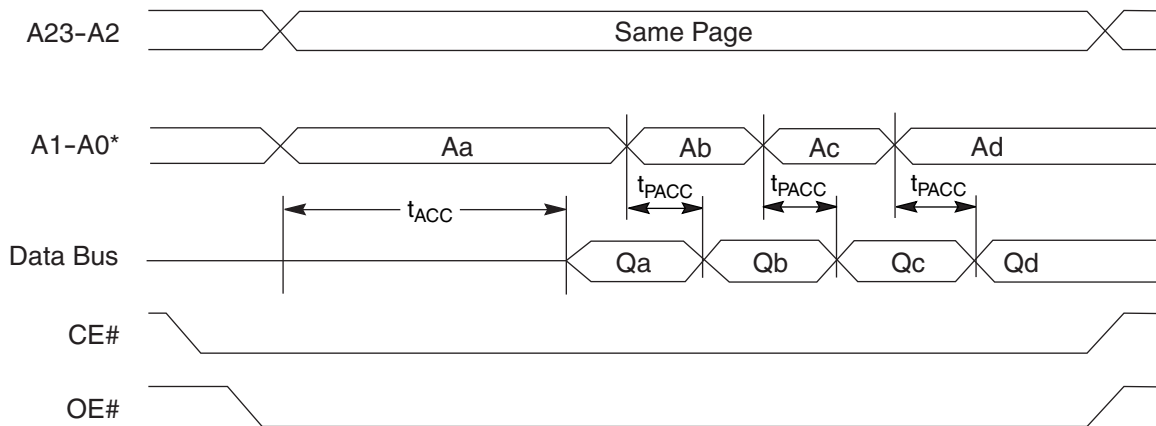 A23–A2 Same Page
A1–A0* Aa Ab Ac Ad
tACC tPACC tPACC tPACC
Data Bus Qa Qb Qc Qd
CE#
OE#